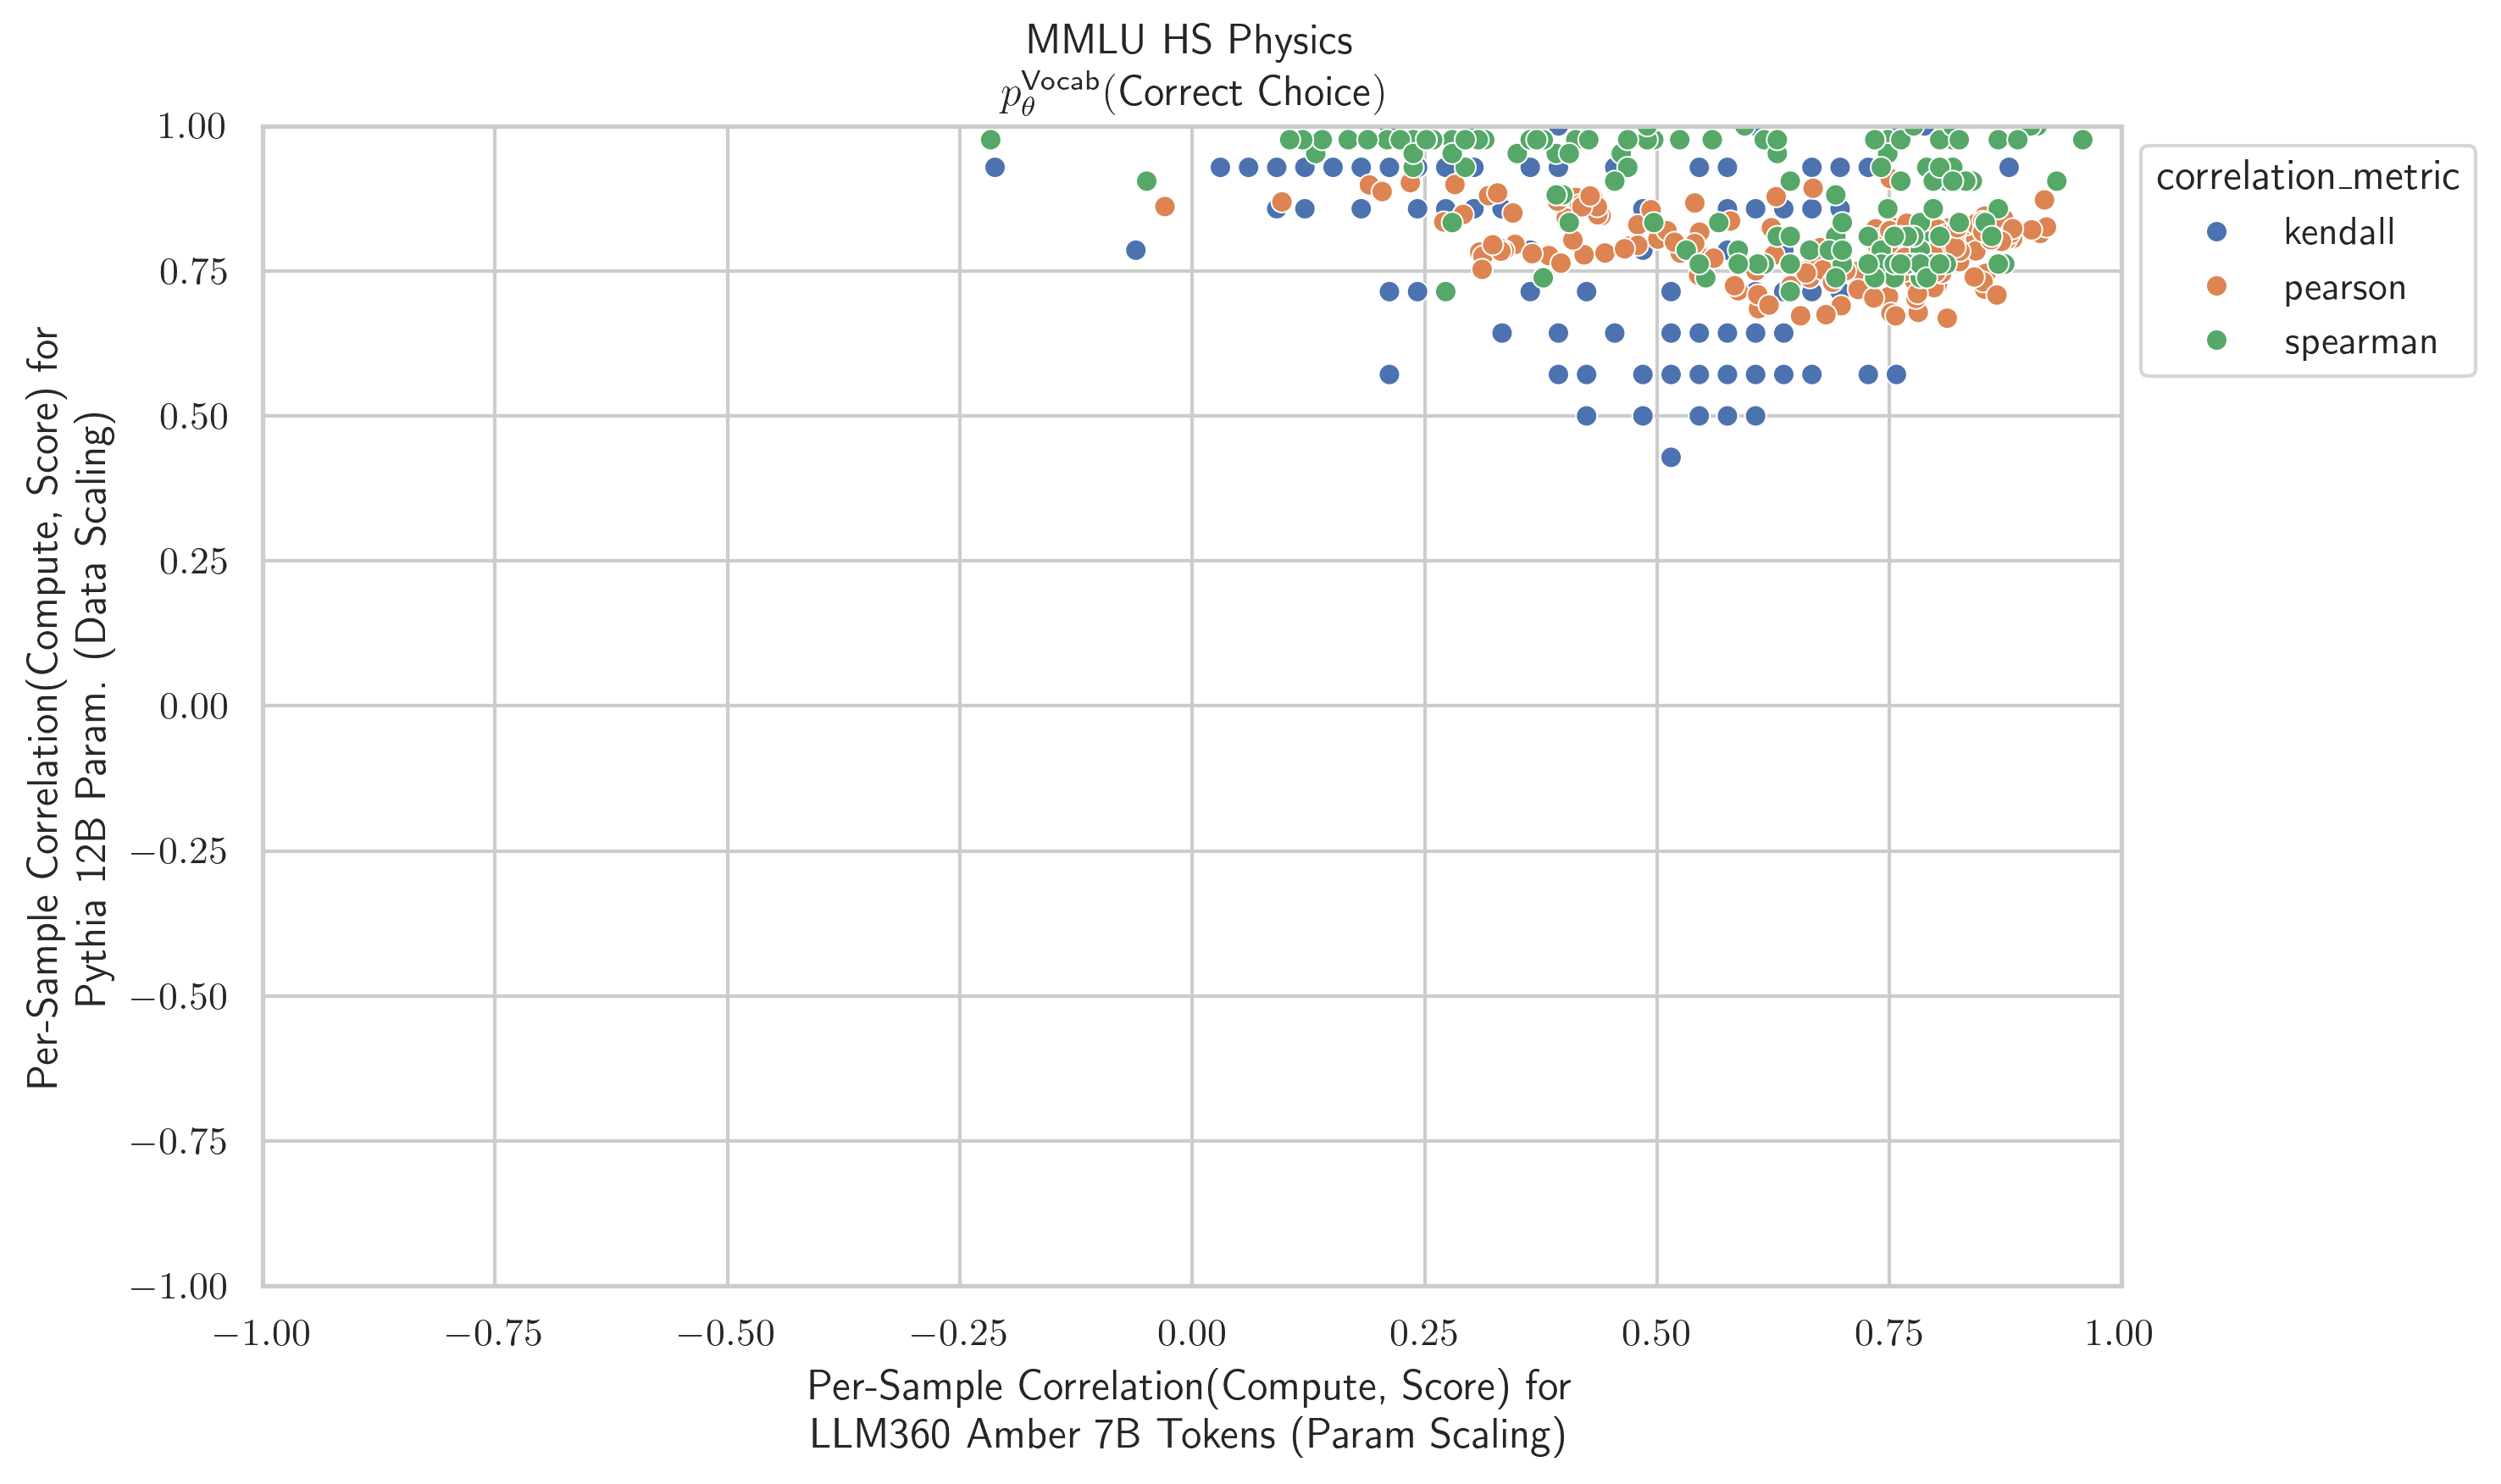 MMLU HS Physics
p_θ^Vocab(Correct Choice)
Per-Sample Correlation(Compute, Score) for
Pythia 12B Param. (Data Scaling)
1.00
0.75
0.50
0.25
0.00
−0.25
−0.50
−0.75
−1.00
−1.00 −0.75 −0.50 −0.25 0.00 0.25 0.50 0.75 1.00
Per-Sample Correlation(Compute, Score) for
LLM360 Amber 7B Tokens (Param Scaling)
correlation_metric
kendall
pearson
spearman